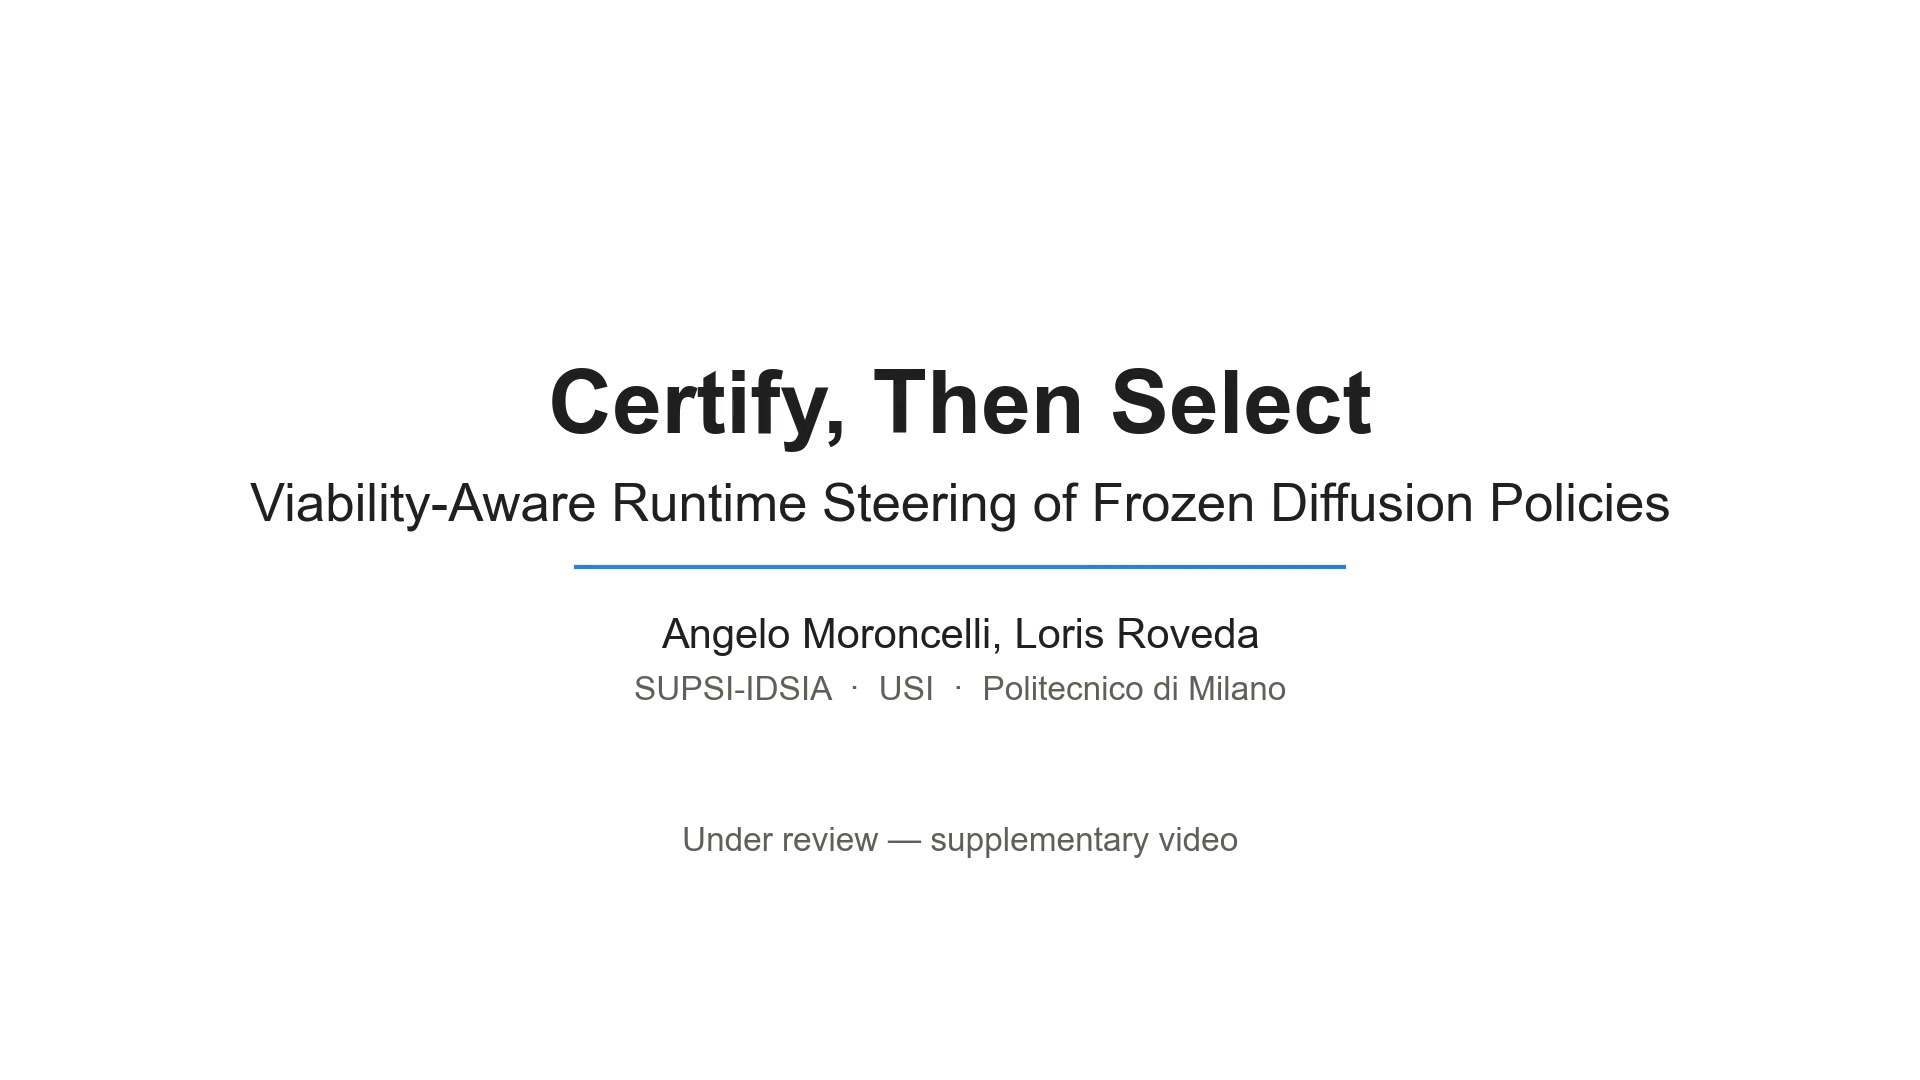 Certify, Then Select
Viability-Aware Runtime Steering of Frozen Diffusion Policies
Angelo Moroncelli, Loris Roveda
SUPSI-IDSIA · USI · Politecnico di Milano
Under review — supplementary video